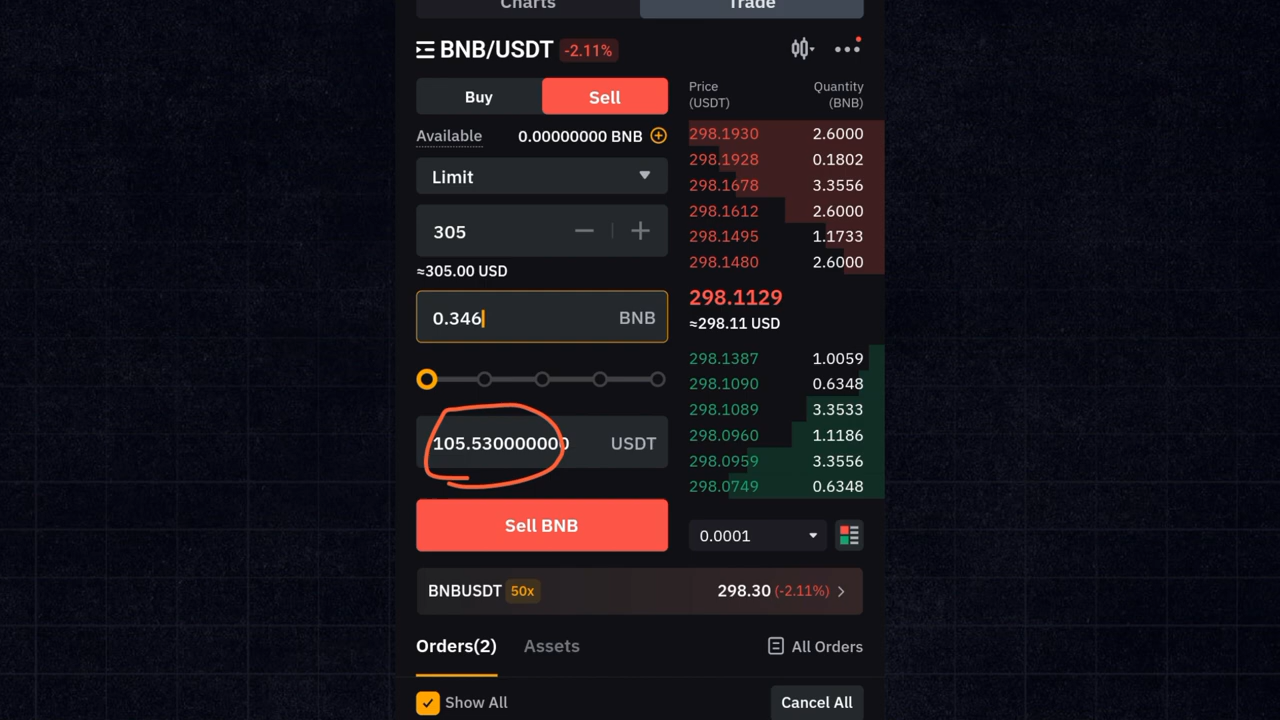 Charts Trade
BNB/USDT -2.11%
Buy Sell
Available 0.00000000 BNB
Limit
305
≈305.00 USD
0.346 BNB
105.530000000 USDT
Sell BNB
Price Quantity
(USDT) (BNB)
298.1930 2.6000
298.1928 0.1802
298.1678 3.3556
298.1612 2.6000
298.1495 1.1733
298.1480 2.6000
298.1129
≈298.11 USD
298.1387 1.0059
298.1090 0.6348
298.1089 3.3533
298.0960 1.1186
298.0959 3.3556
298.0749 0.6348
0.0001
BNBUSDT 50x 298.30 (-2.11%)
Orders(2) Assets All Orders
Show All Cancel All